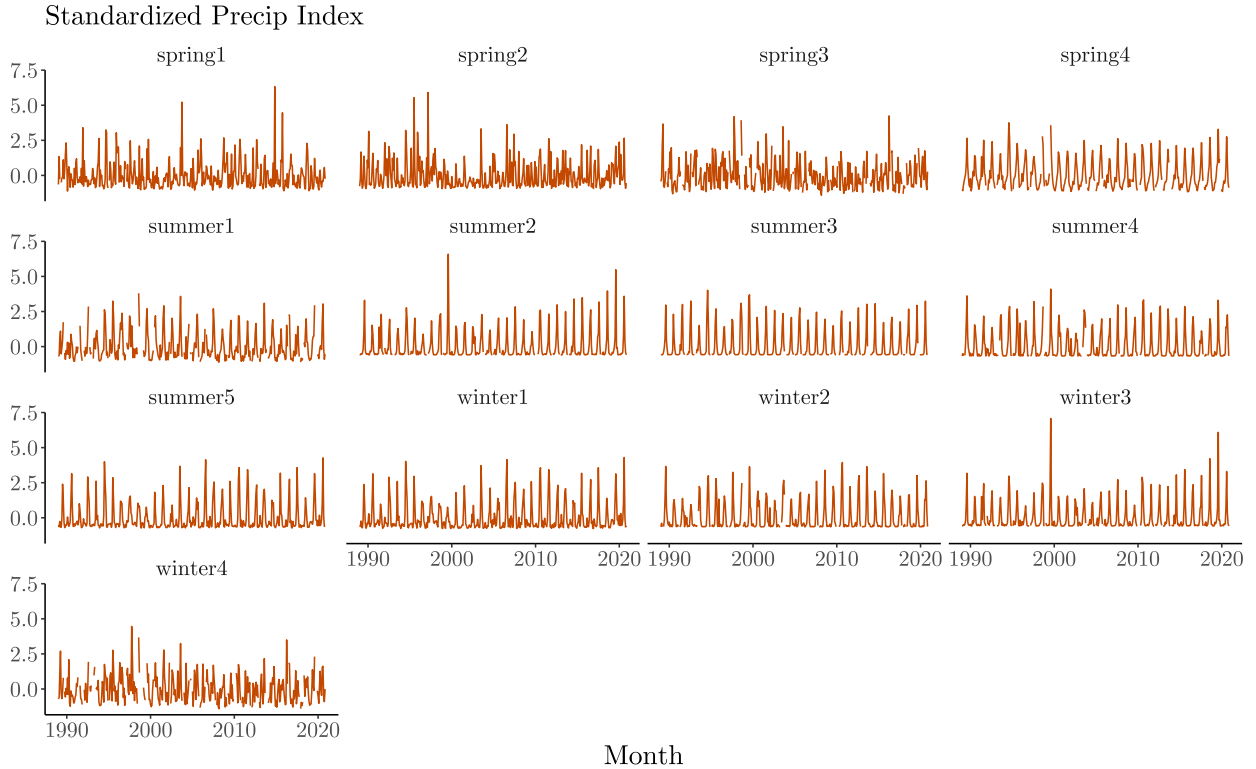 Standardized Precip Index
spring1 spring2 spring3 spring4
7.5
5.0
2.5
0.0
summer1 summer2 summer3 summer4
7.5
5.0
2.5
0.0
summer5 winter1 winter2 winter3
7.5
5.0
2.5
0.0
1990 2000 2010 2020 1990 2000 2010 2020 1990 2000 2010 2020
winter4
7.5
5.0
2.5
0.0
1990 2000 2010 2020
Month